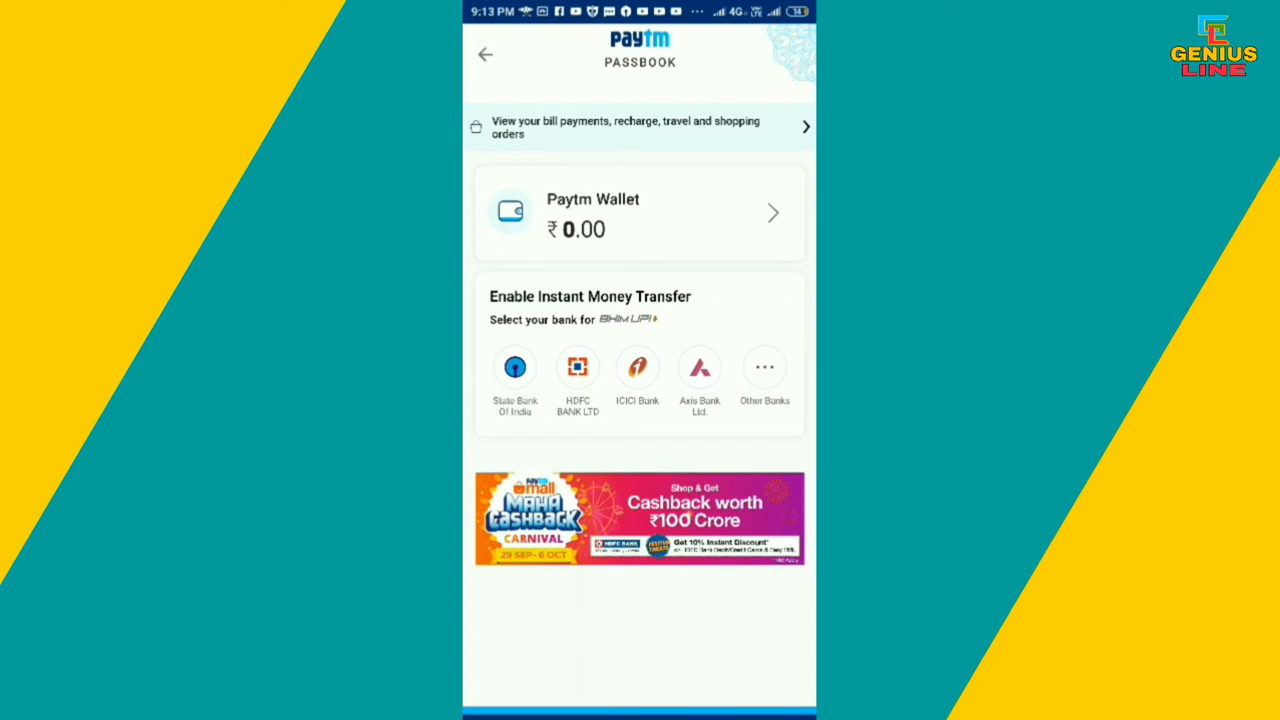 9:13 PM
4G
14
GENIUS
LINE
paytm
PASSBOOK
View your bill payments, recharge, travel and shopping
orders
Paytm Wallet
₹ 0.00
Enable Instant Money Transfer
Select your bank for BHIM UPI
State Bank
Of India
HDFC
BANK LTD
ICICI Bank
Axis Bank
Ltd.
Other Banks
paytm
mall
MAHA
CASHBACK
CARNIVAL
29 SEP- 6 OCT
Shop & Get
Cashback worth
₹100 Crore
HDFC BANK
FESTIVE
TREATS
Get 10% Instant Discount*